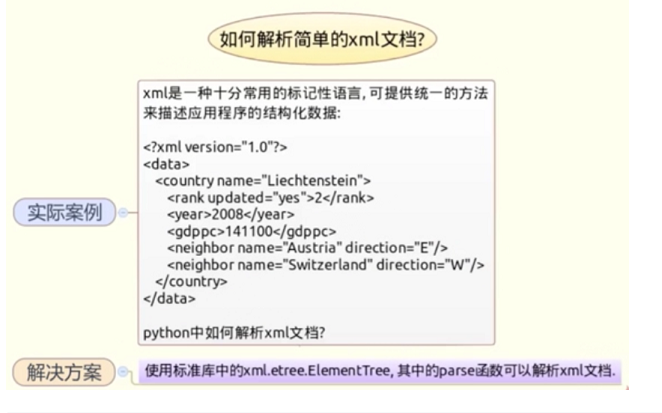 如何解析简单的xml文档?
xml是一种十分常用的标记性语言,可提供统一的方法
来描述应用程序的结构化数据:
<?xml version="1.0"?>
<data>
<country name="Liechtenstein">
<rank updated="yes">2</rank>
<year>2008</year>
<gdppc>141100</gdppc>
<neighbor name="Austria" direction="E"/>
<neighbor name="Switzerland" direction="W"/>
</country>
</data>
python中如何解析xml文档?
实际案例
解决方案
使用标准库中的xml.etree.ElementTree, 其中的parse函数可以解析xml文档.